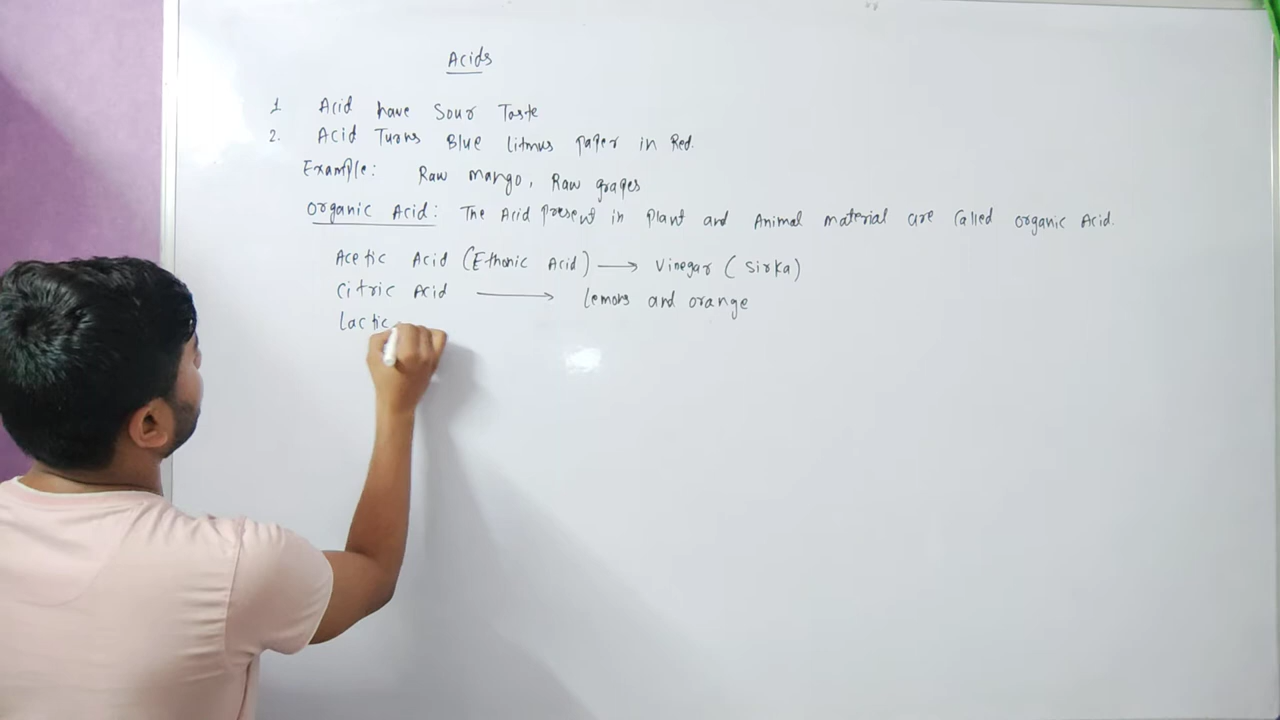 Acids
1 Acid have Sour Taste
2. Acid Turns Blue Litmus paper in Red.
Example: Raw mango, Raw grapes
Organic Acid: The Acid present in plant and Animal material are called organic Acid.
Acetic Acid (Ethonic Acid) → Vinegar (Sirka)
Citric Acid → lemons and orange
Lactic